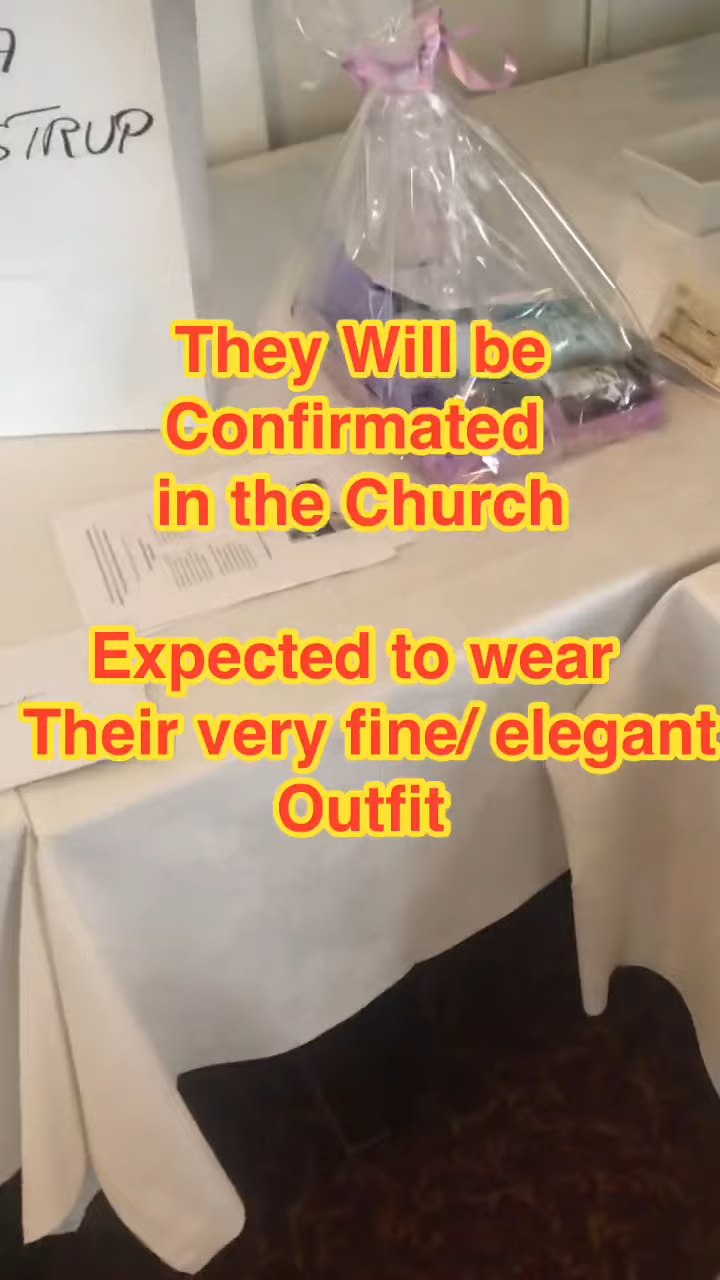 A
STRUP
They Will be
Confirmated
in the Church
Expected to wear
Their very fine/ elegant
Outfit